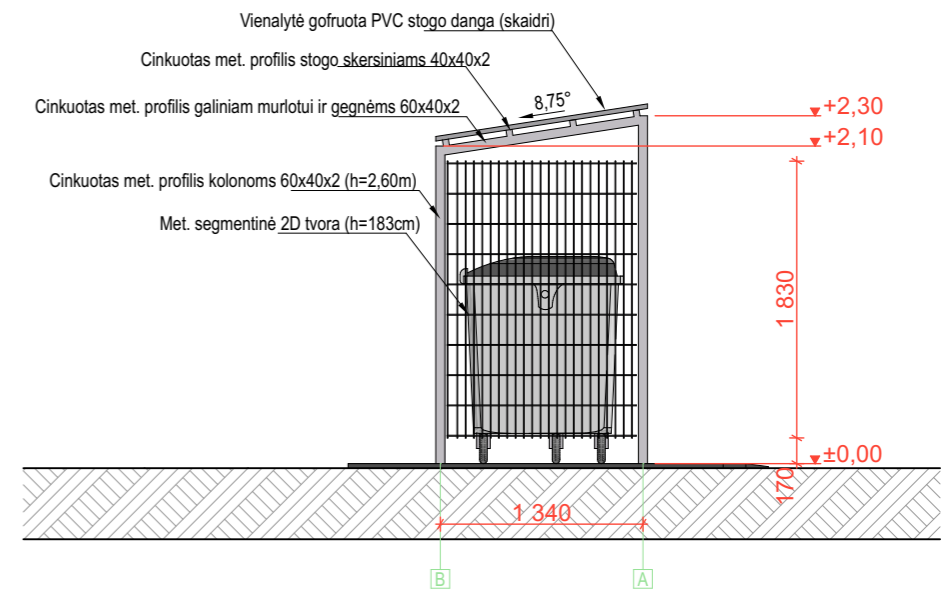 Vienalytė gofruota PVC stogo danga (skaidri)
Cinkuotas met. profilis stogo skersiniams 40x40x2
8,75°
Cinkuotas met. profilis galiniam murlotui ir gegnėms 60x40x2
+2,30
+2,10
Cinkuotas met. profilis kolonoms 60x40x2 (h=2,60m)
Met. segmentinė 2D tvora (h=183cm)
1 830
±0,00
170
1 340
B
A